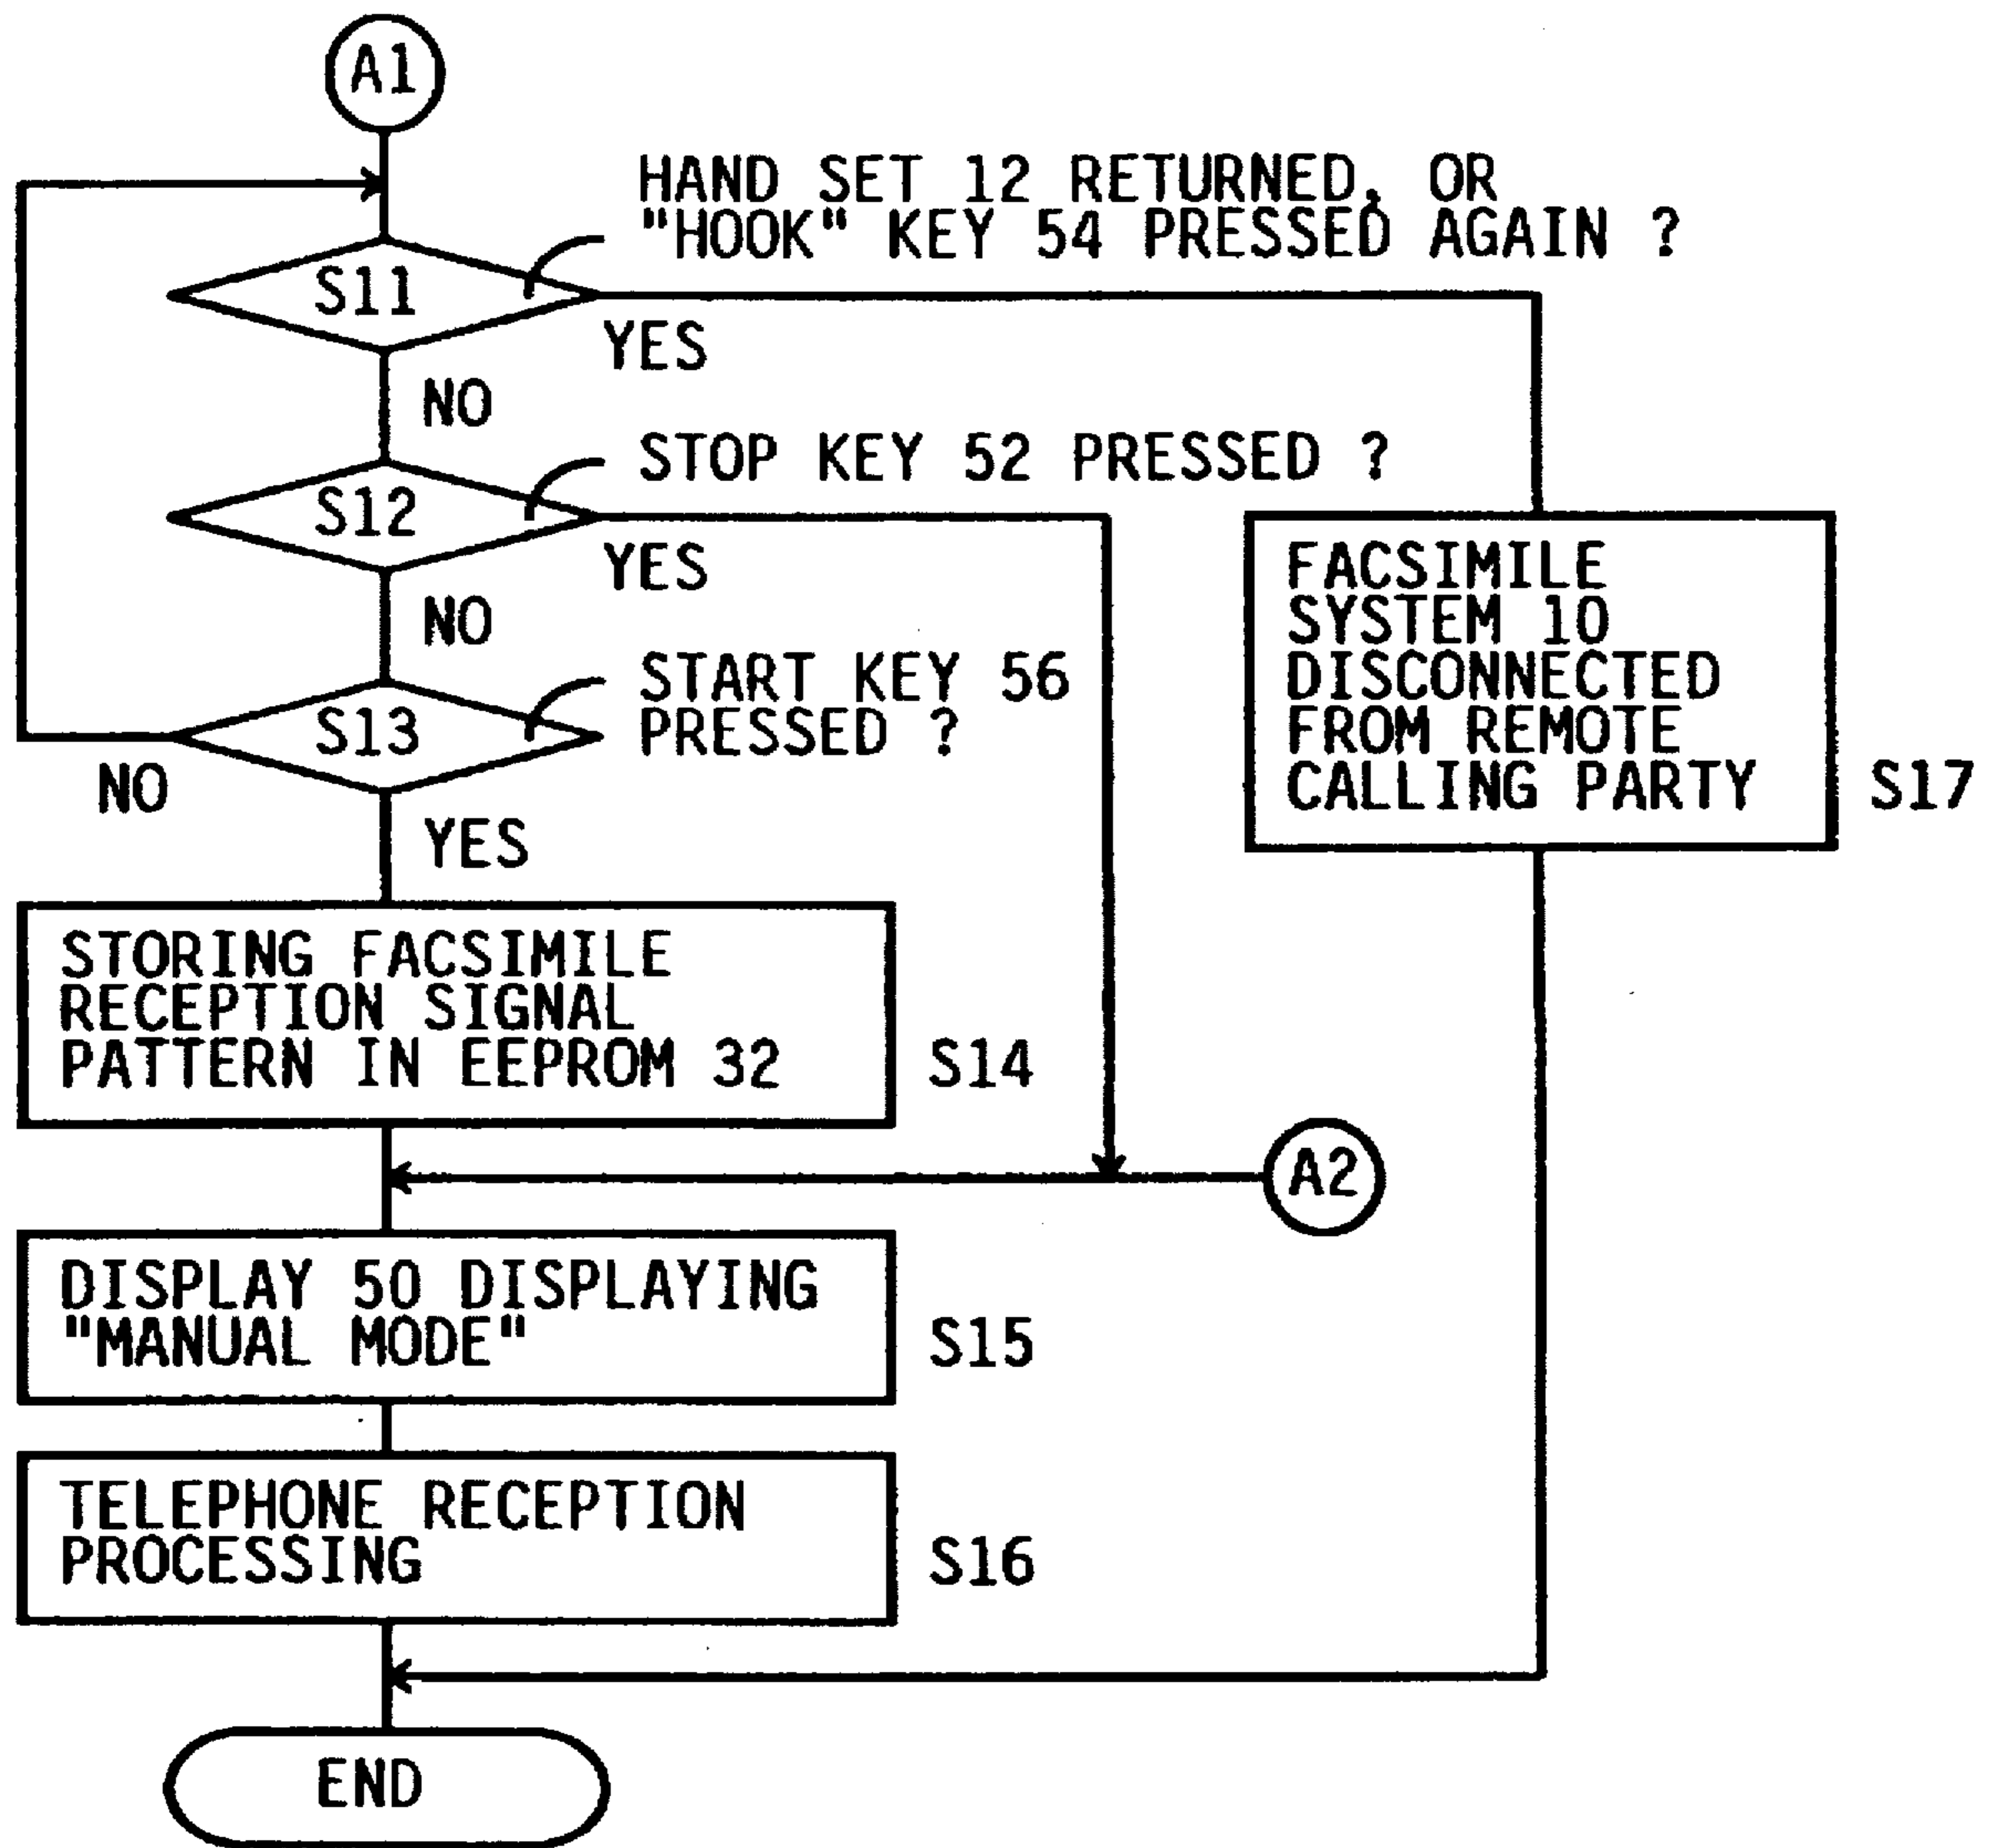 A1
HAND SET 12 RETURNED, OR
"HOOK" KEY 54 PRESSED AGAIN ?
S11
YES
NO
STOP KEY 52 PRESSED ?
S12
YES
NO
START KEY 56
PRESSED ?
S13
NO
YES
FACSIMILE
SYSTEM 10
DISCONNECTED
FROM REMOTE
CALLING PARTY
S17
STORING FACSIMILE
RECEPTION SIGNAL
PATTERN IN EEPROM 32
S14
A2
DISPLAY 50 DISPLAYING
"MANUAL MODE"
S15
TELEPHONE RECEPTION
PROCESSING
S16
END